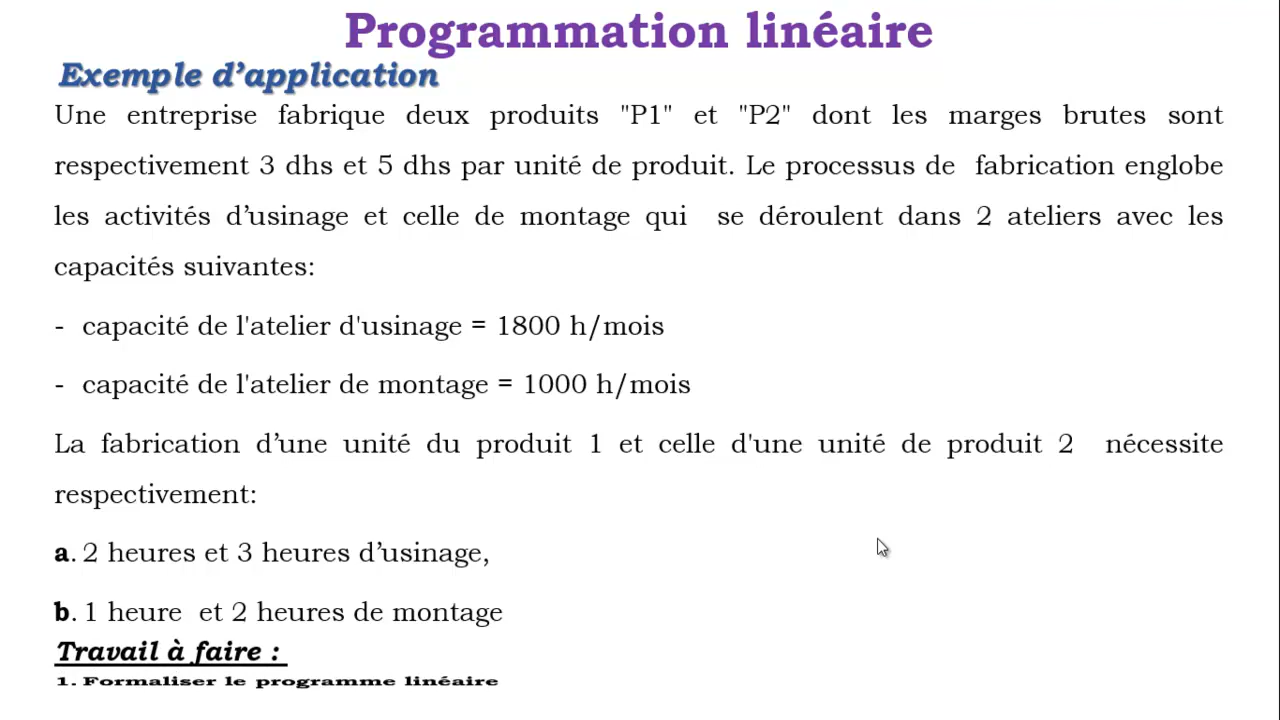 Programmation linéaire
Exemple d’application
Une entreprise fabrique deux produits "P1" et "P2" dont les marges brutes sont
respectivement 3 dhs et 5 dhs par unité de produit. Le processus de fabrication englobe
les activités d’usinage et celle de montage qui se déroulent dans 2 ateliers avec les
capacités suivantes:
- capacité de l'atelier d'usinage = 1800 h/mois
- capacité de l'atelier de montage = 1000 h/mois
La fabrication d’une unité du produit 1 et celle d'une unité de produit 2 nécessite
respectivement:
a. 2 heures et 3 heures d’usinage,
b. 1 heure et 2 heures de montage
Travail à faire :
1. Formaliser le programme linéaire